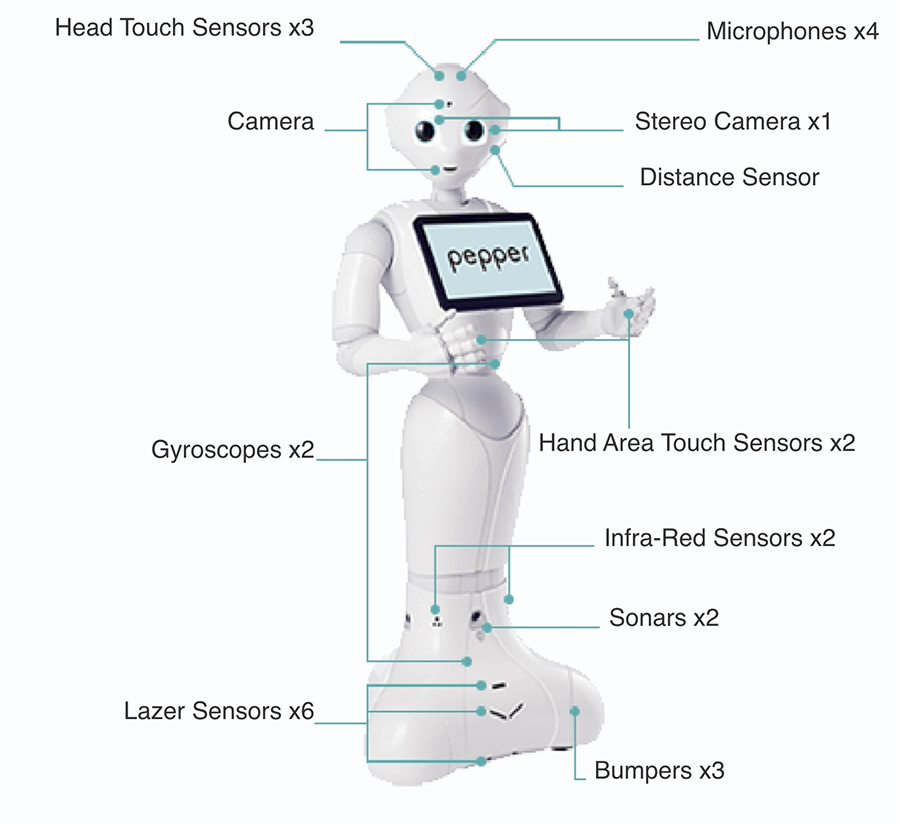 Head Touch Sensors x3
Microphones x4
Camera
Stereo Camera x1
Distance Sensor
pepper
Gyroscopes x2
Hand Area Touch Sensors x2
Infra-Red Sensors x2
Sonars x2
Lazer Sensors x6
Bumpers x3